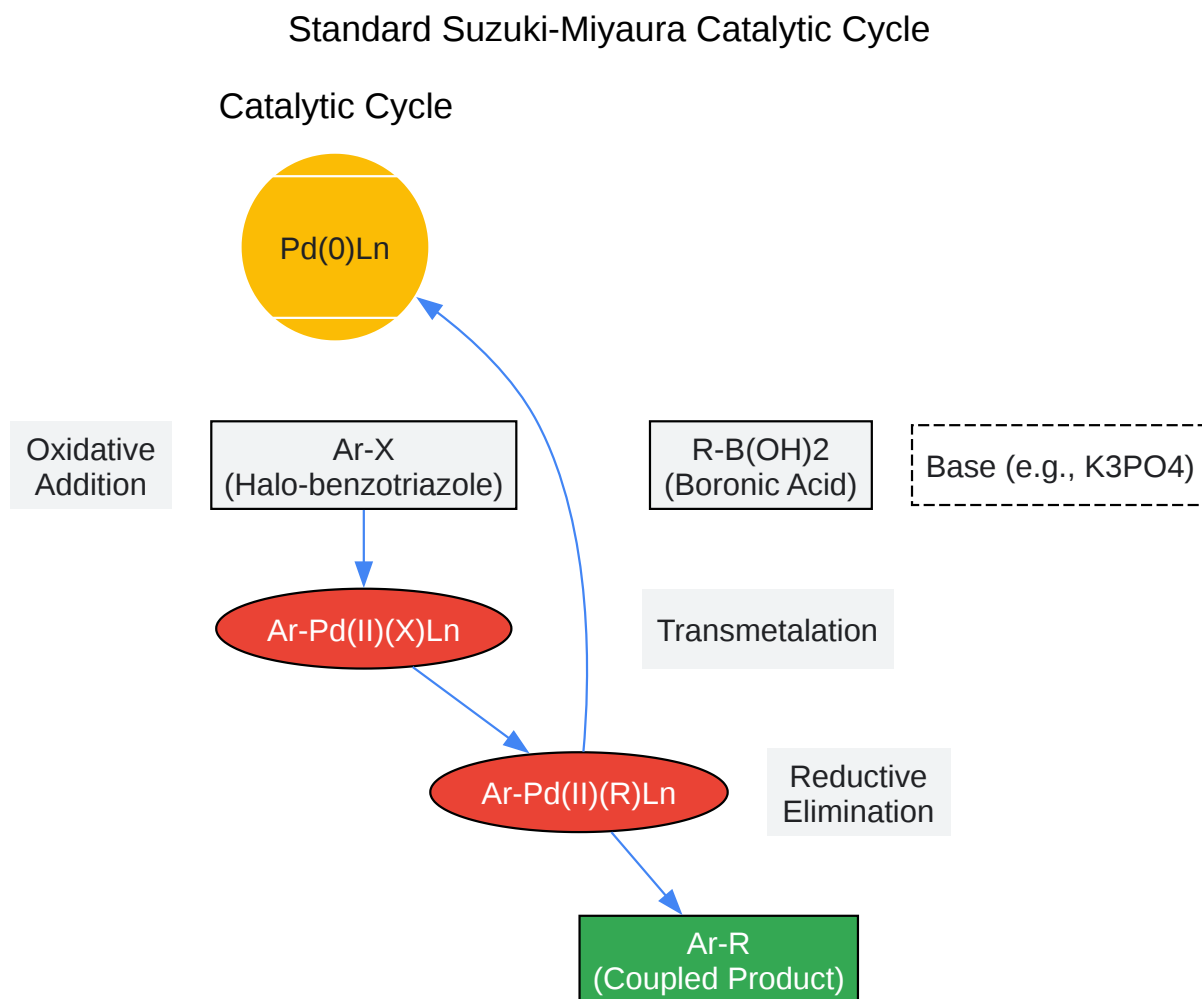 Standard Suzuki-Miyaura Catalytic Cycle
Catalytic Cycle
Pd(0)Ln
Oxidative
Addition
Ar-X
(Halo-benzotriazole)
R-B(OH)2
(Boronic Acid)
Base (e.g., K3PO4)
Ar-Pd(II)(X)Ln
Transmetalation
Ar-Pd(II)(R)Ln
Reductive
Elimination
Ar-R
(Coupled Product)